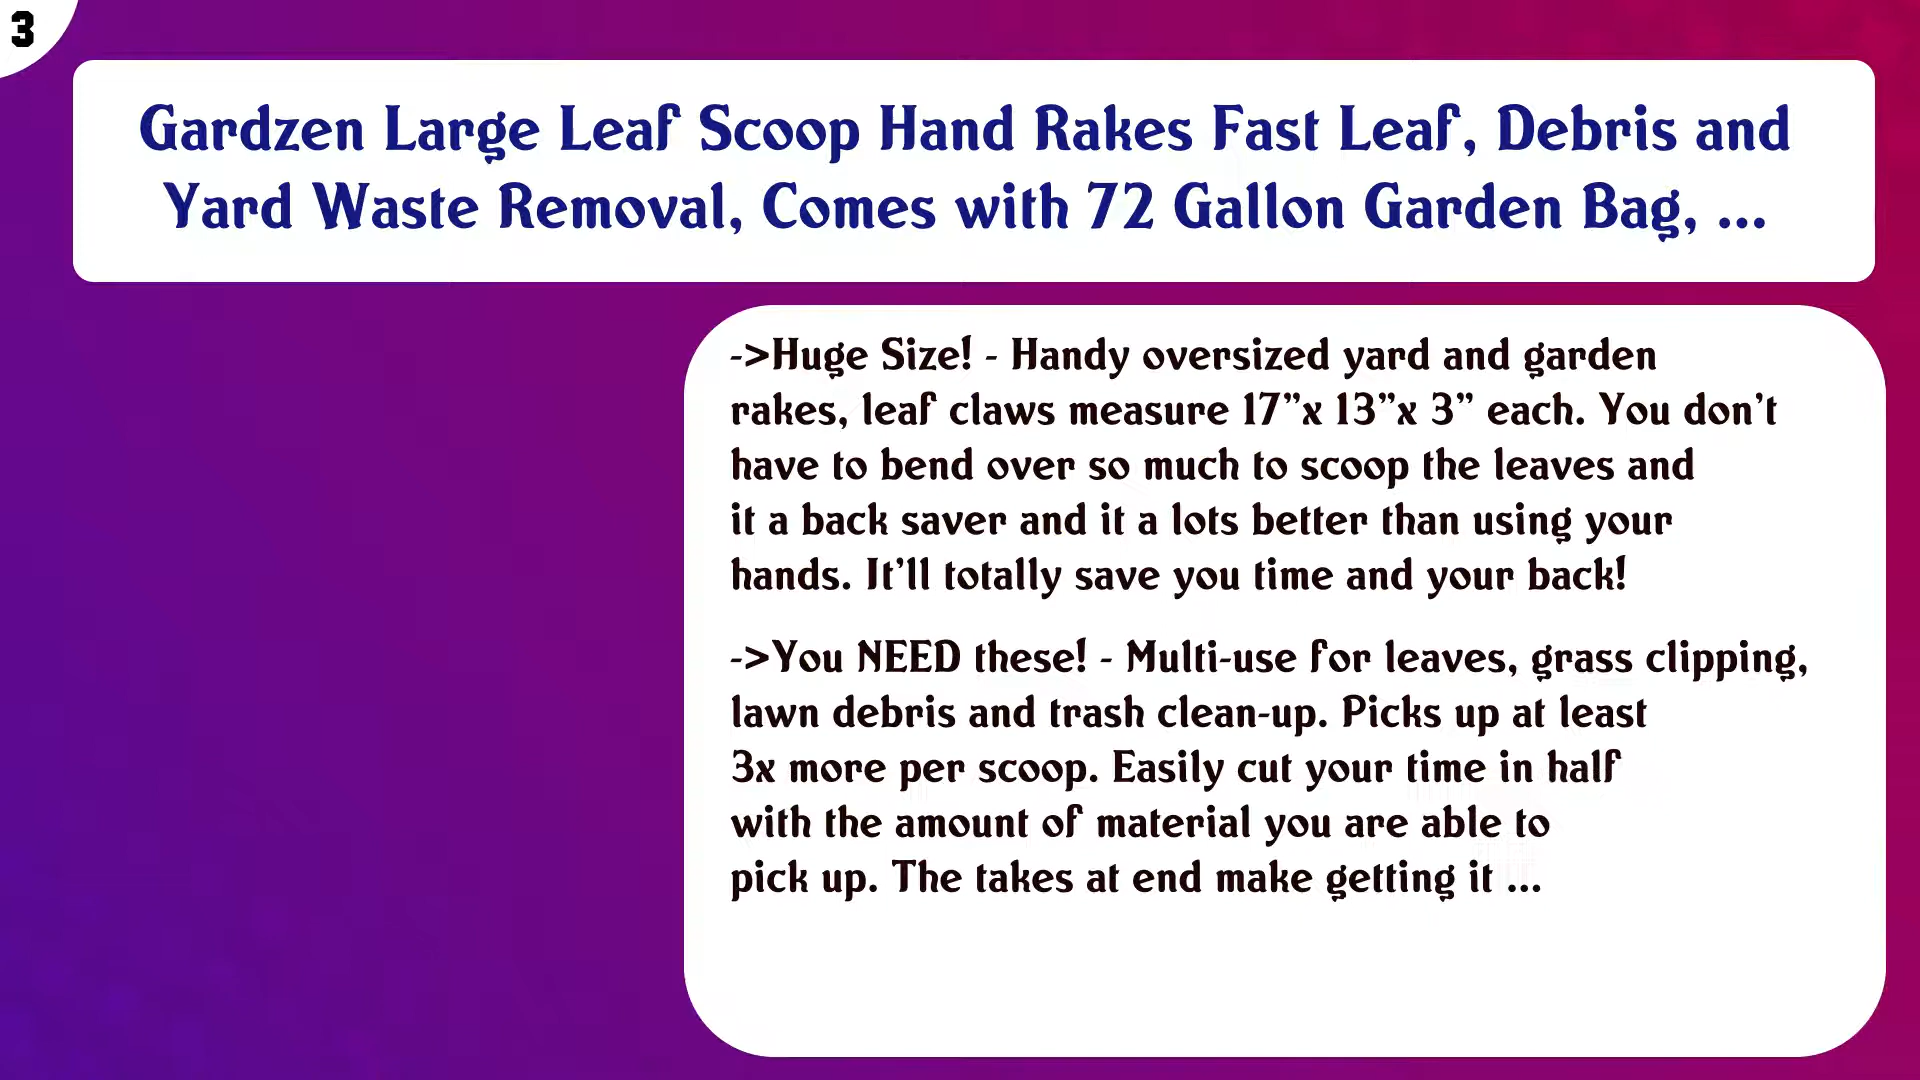 3
Gardzen Large Leaf Scoop Hand Rakes Fast Leaf, Debris and
Yard Waste Removal, Comes with 72 Gallon Garden Bag, ...
->Huge Size! - Handy oversized yard and garden
rakes, leaf claws measure 17”x 13”x 3” each. You don’t
have to bend over so much to scoop the leaves and
it a back saver and it a lots better than using your
hands. It’ll totally save you time and your back!
->You NEED these! - Multi-use for leaves, grass clipping,
lawn debris and trash clean-up. Picks up at least
3x more per scoop. Easily cut your time in half
with the amount of material you are able to
pick up. The takes at end make getting it ...